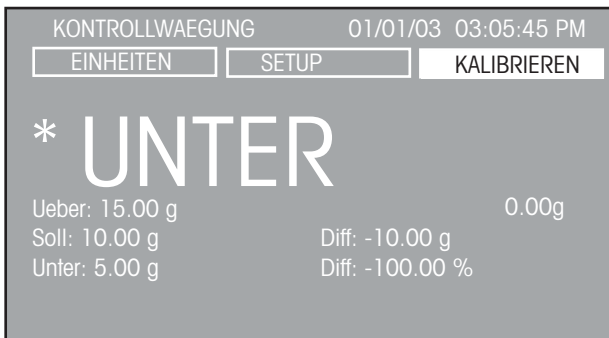 KONTROLLWAEGUNG 01/01/03 03:05:45 PM
EINHEITEN SETUP KALIBRIEREN
* UNTER
Ueber: 15.00 g 0.00g
Soll: 10.00 g Diff: -10.00 g
Unter: 5.00 g Diff: -100.00 %